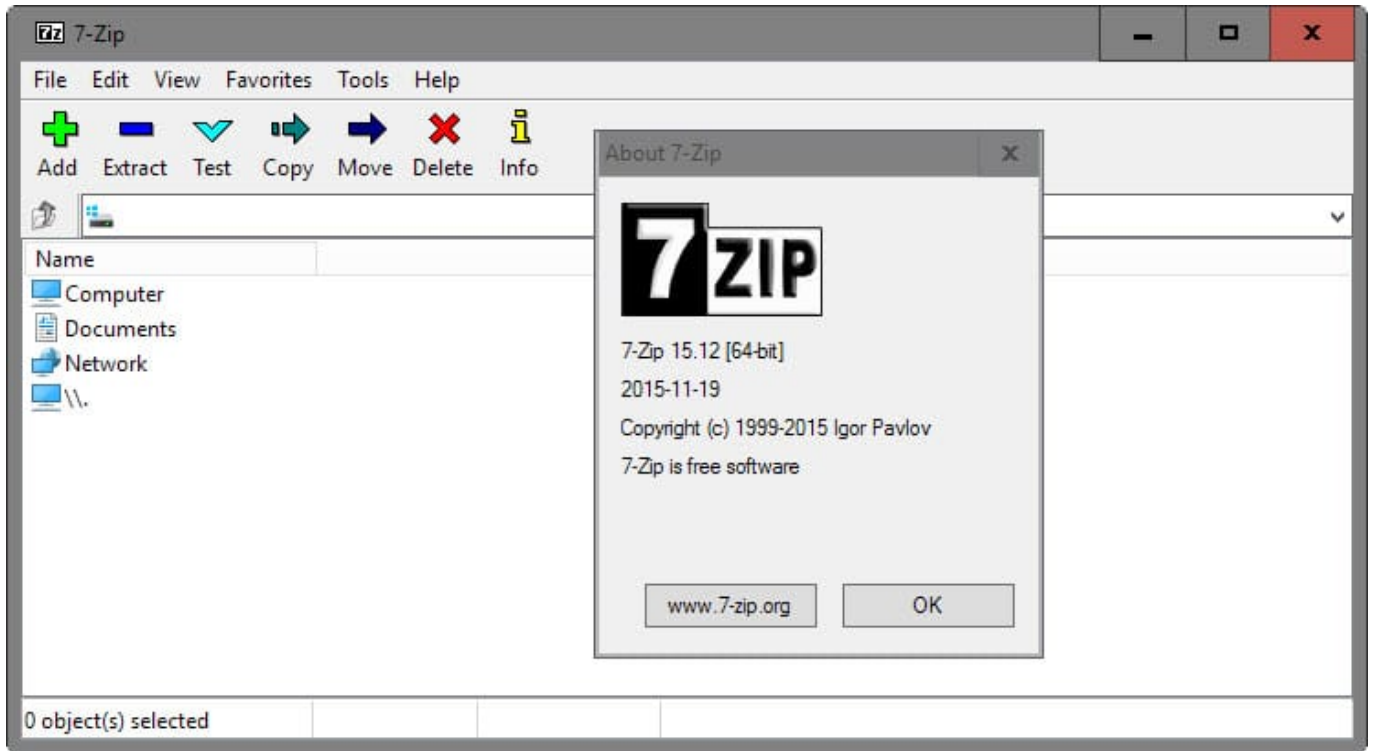 7z 7-Zip
File Edit View Favorites Tools Help
Add Extract Test Copy Move Delete Info
Name
Computer
Documents
Network
\\.
0 object(s) selected
About 7-Zip
7 ZIP
7-Zip 15.12 [64-bit]
2015-11-19
Copyright (c) 1999-2015 Igor Pavlov
7-Zip is free software
www.7-zip.org OK